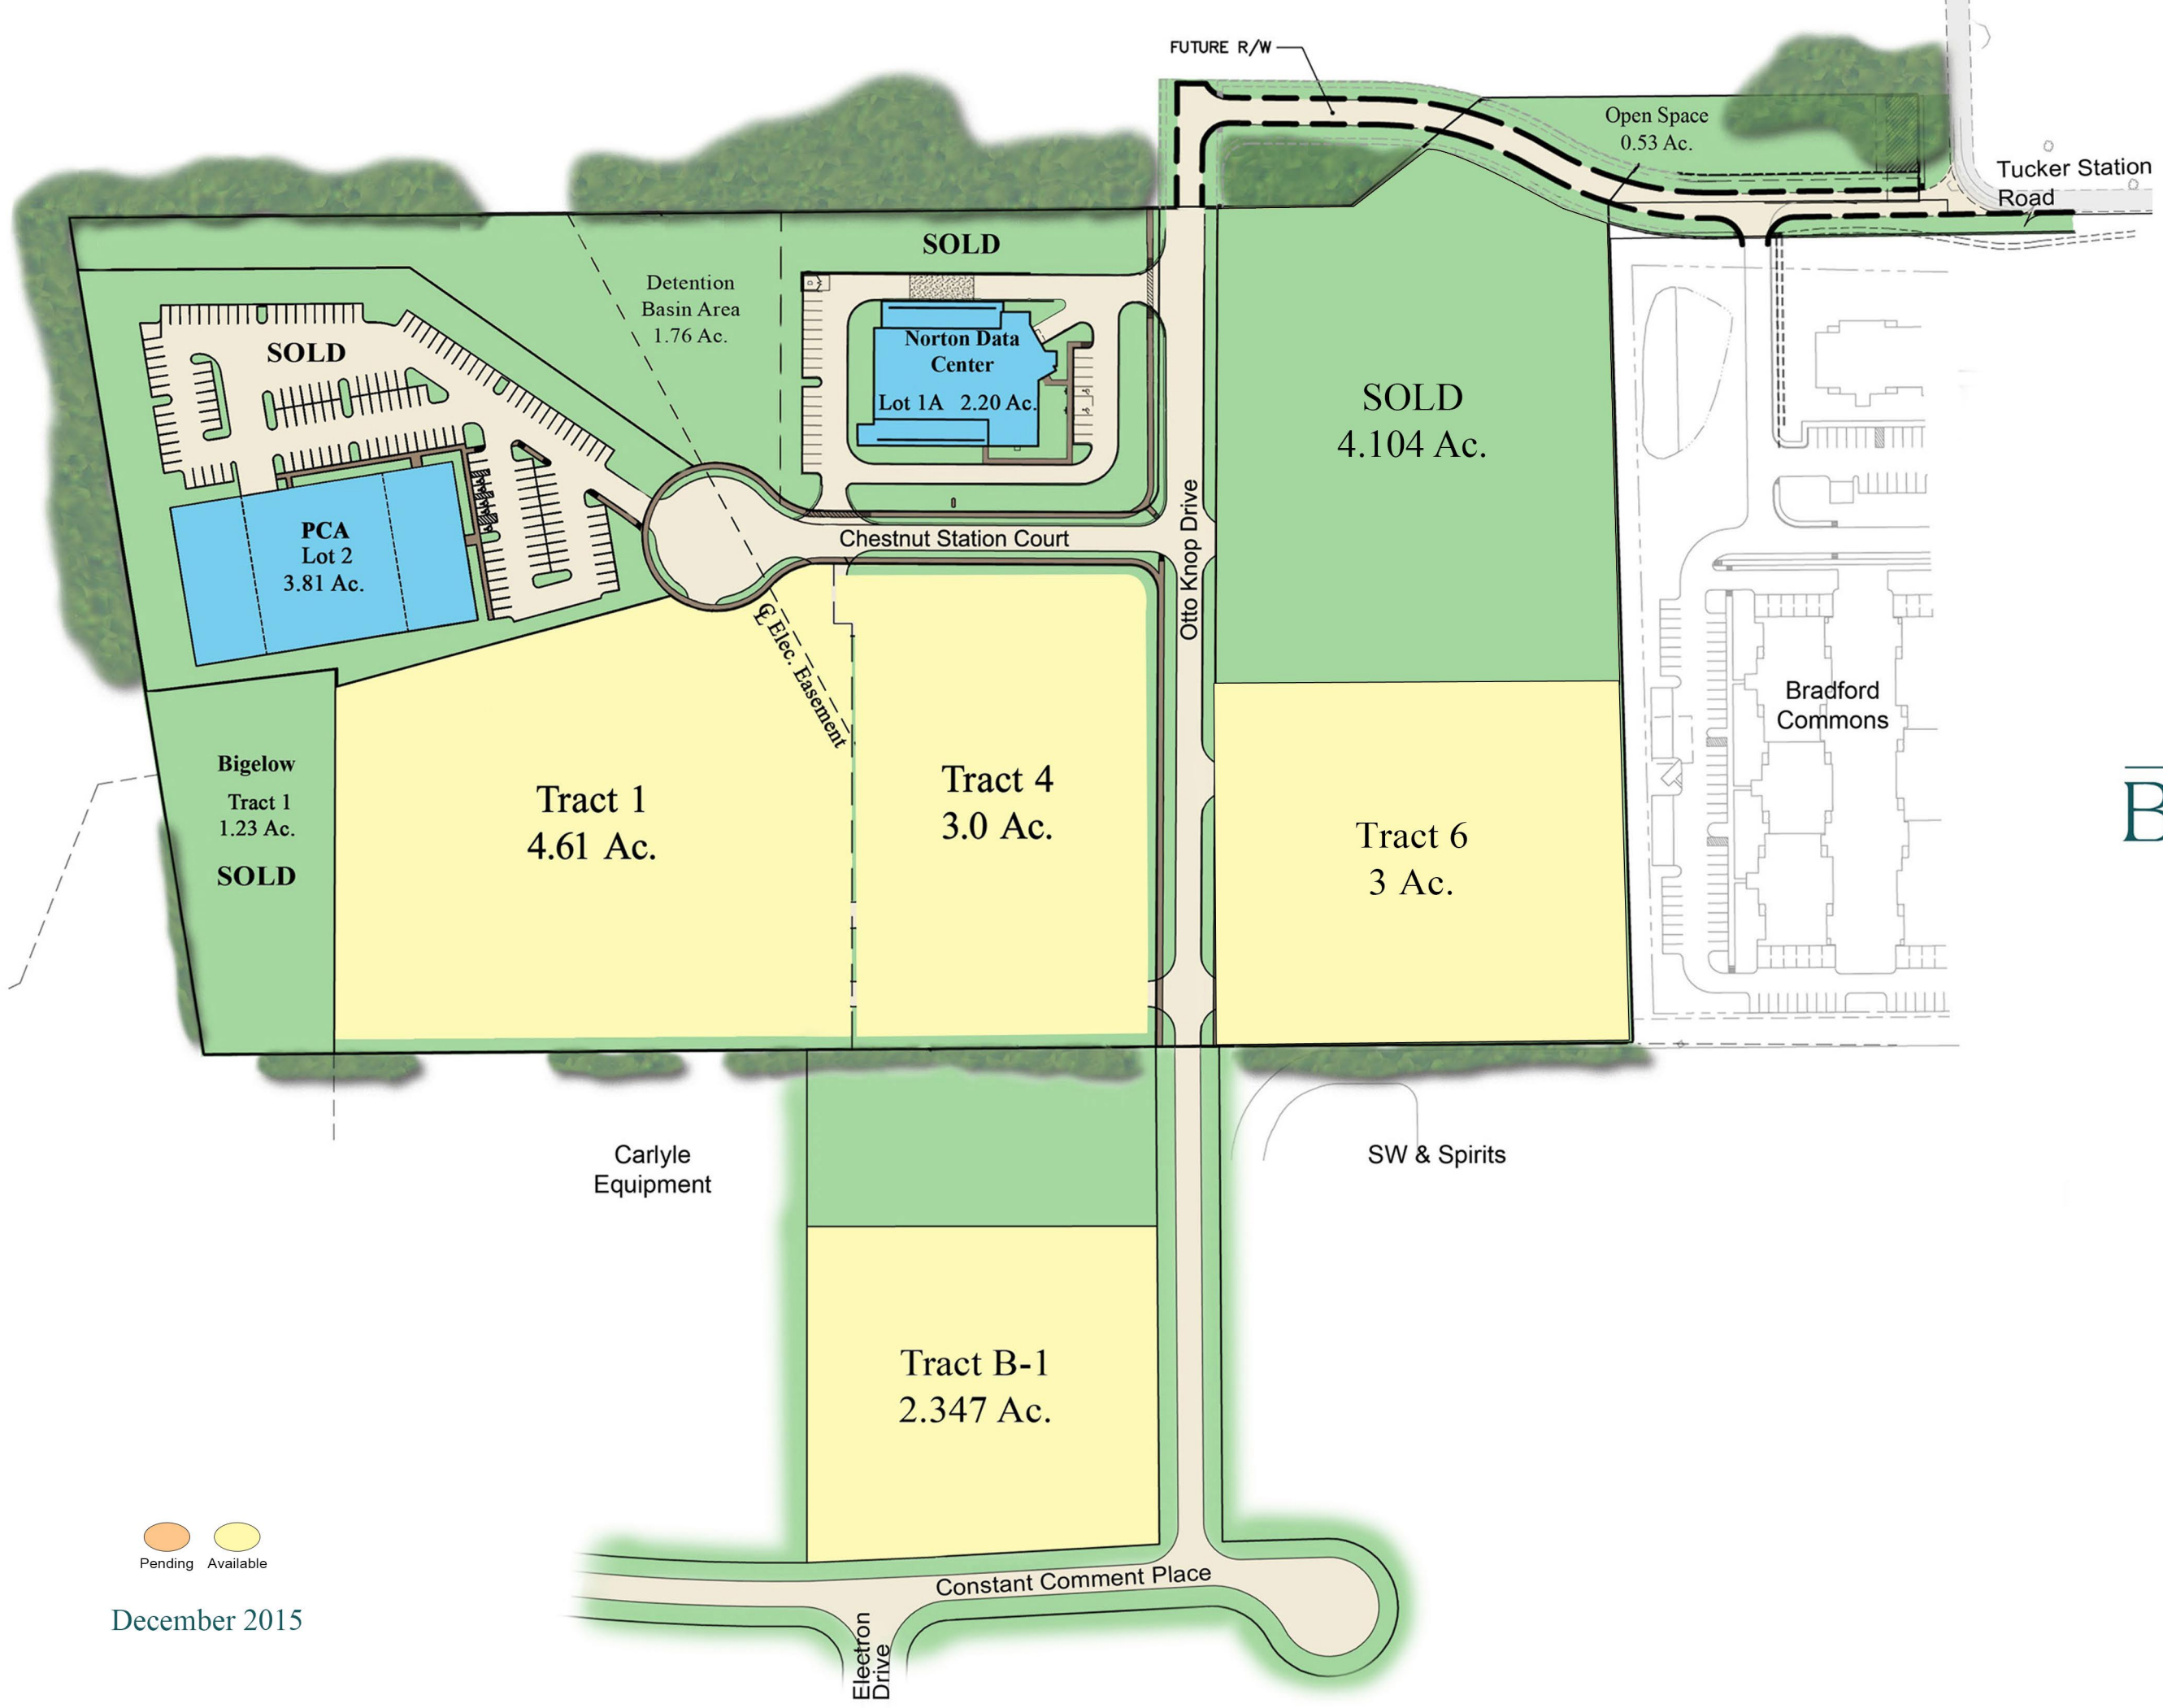 FUTURE R/W
Open Space
0.53 Ac.
Tucker Station
Road
SOLD
Detention
Basin Area
1.76 Ac.
SOLD
Norton Data
Center
Lot 1A 2.20 Ac.
SOLD
4.104 Ac.
PCA
Lot 2
3.81 Ac.
Chestnut Station Court
Otto Knop Drive
CL Elec. Easement
Bradford
Commons
Bigelow
Tract 1
1.23 Ac.
SOLD
Tract 1
4.61 Ac.
Tract 4
3.0 Ac.
Tract 6
3 Ac.
B
Carlyle
Equipment
SW & Spirits
Tract B-1
2.347 Ac.
Pending
Available
December 2015
Constant Comment Place
Electron
Drive